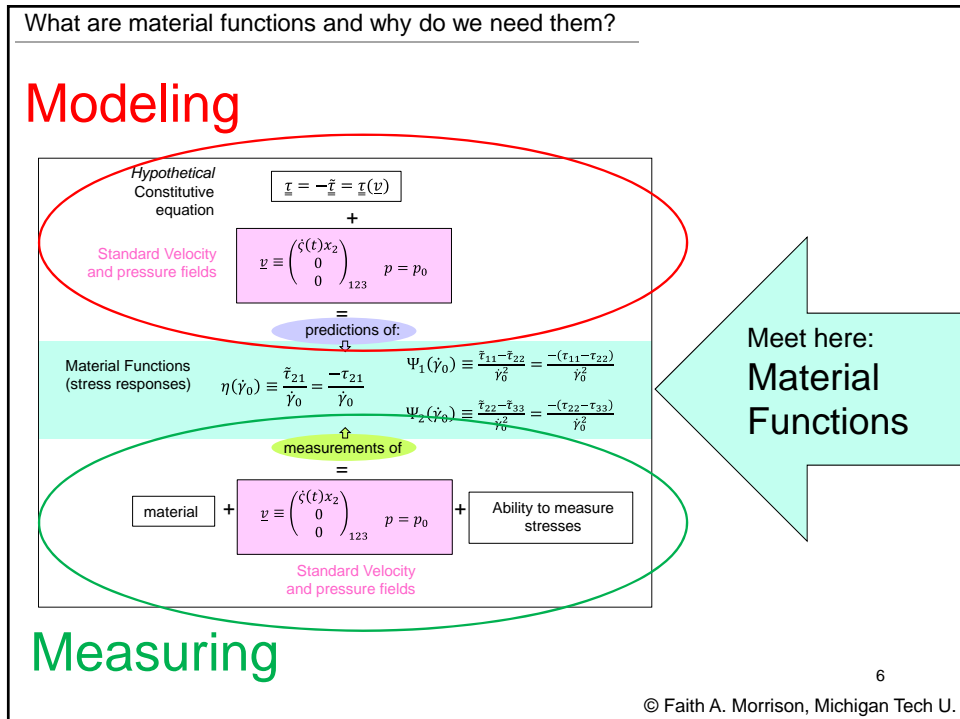 What are material functions and why do we need them?
Modeling
Hypothetical
Constitutive
equation
τ = −τ̃ = τ(v)
+
Standard Velocity
and pressure fields
v ≡ (ς̇(t)x₂ 0 0)₁₂₃ p = p₀
=
predictions of:
Material Functions
(stress responses)
η(γ̇₀) ≡ τ̃₂₁/γ̇₀ = −τ₂₁/γ̇₀
Ψ₁(γ̇₀) ≡ (τ̃₁₁−τ̃₂₂)/γ̇₀² = −(τ₁₁−τ₂₂)/γ̇₀²
Ψ₂(γ̇₀) ≡ (τ̃₂₂−τ̃₃₃)/γ̇₀² = −(τ₂₂−τ₃₃)/γ̇₀²
measurements of
=
material + v ≡ (ς̇(t)x₂ 0 0)₁₂₃ p = p₀ + Ability to measure
stresses
Standard Velocity
and pressure fields
Meet here:
Material
Functions
Measuring
6
© Faith A. Morrison, Michigan Tech U.